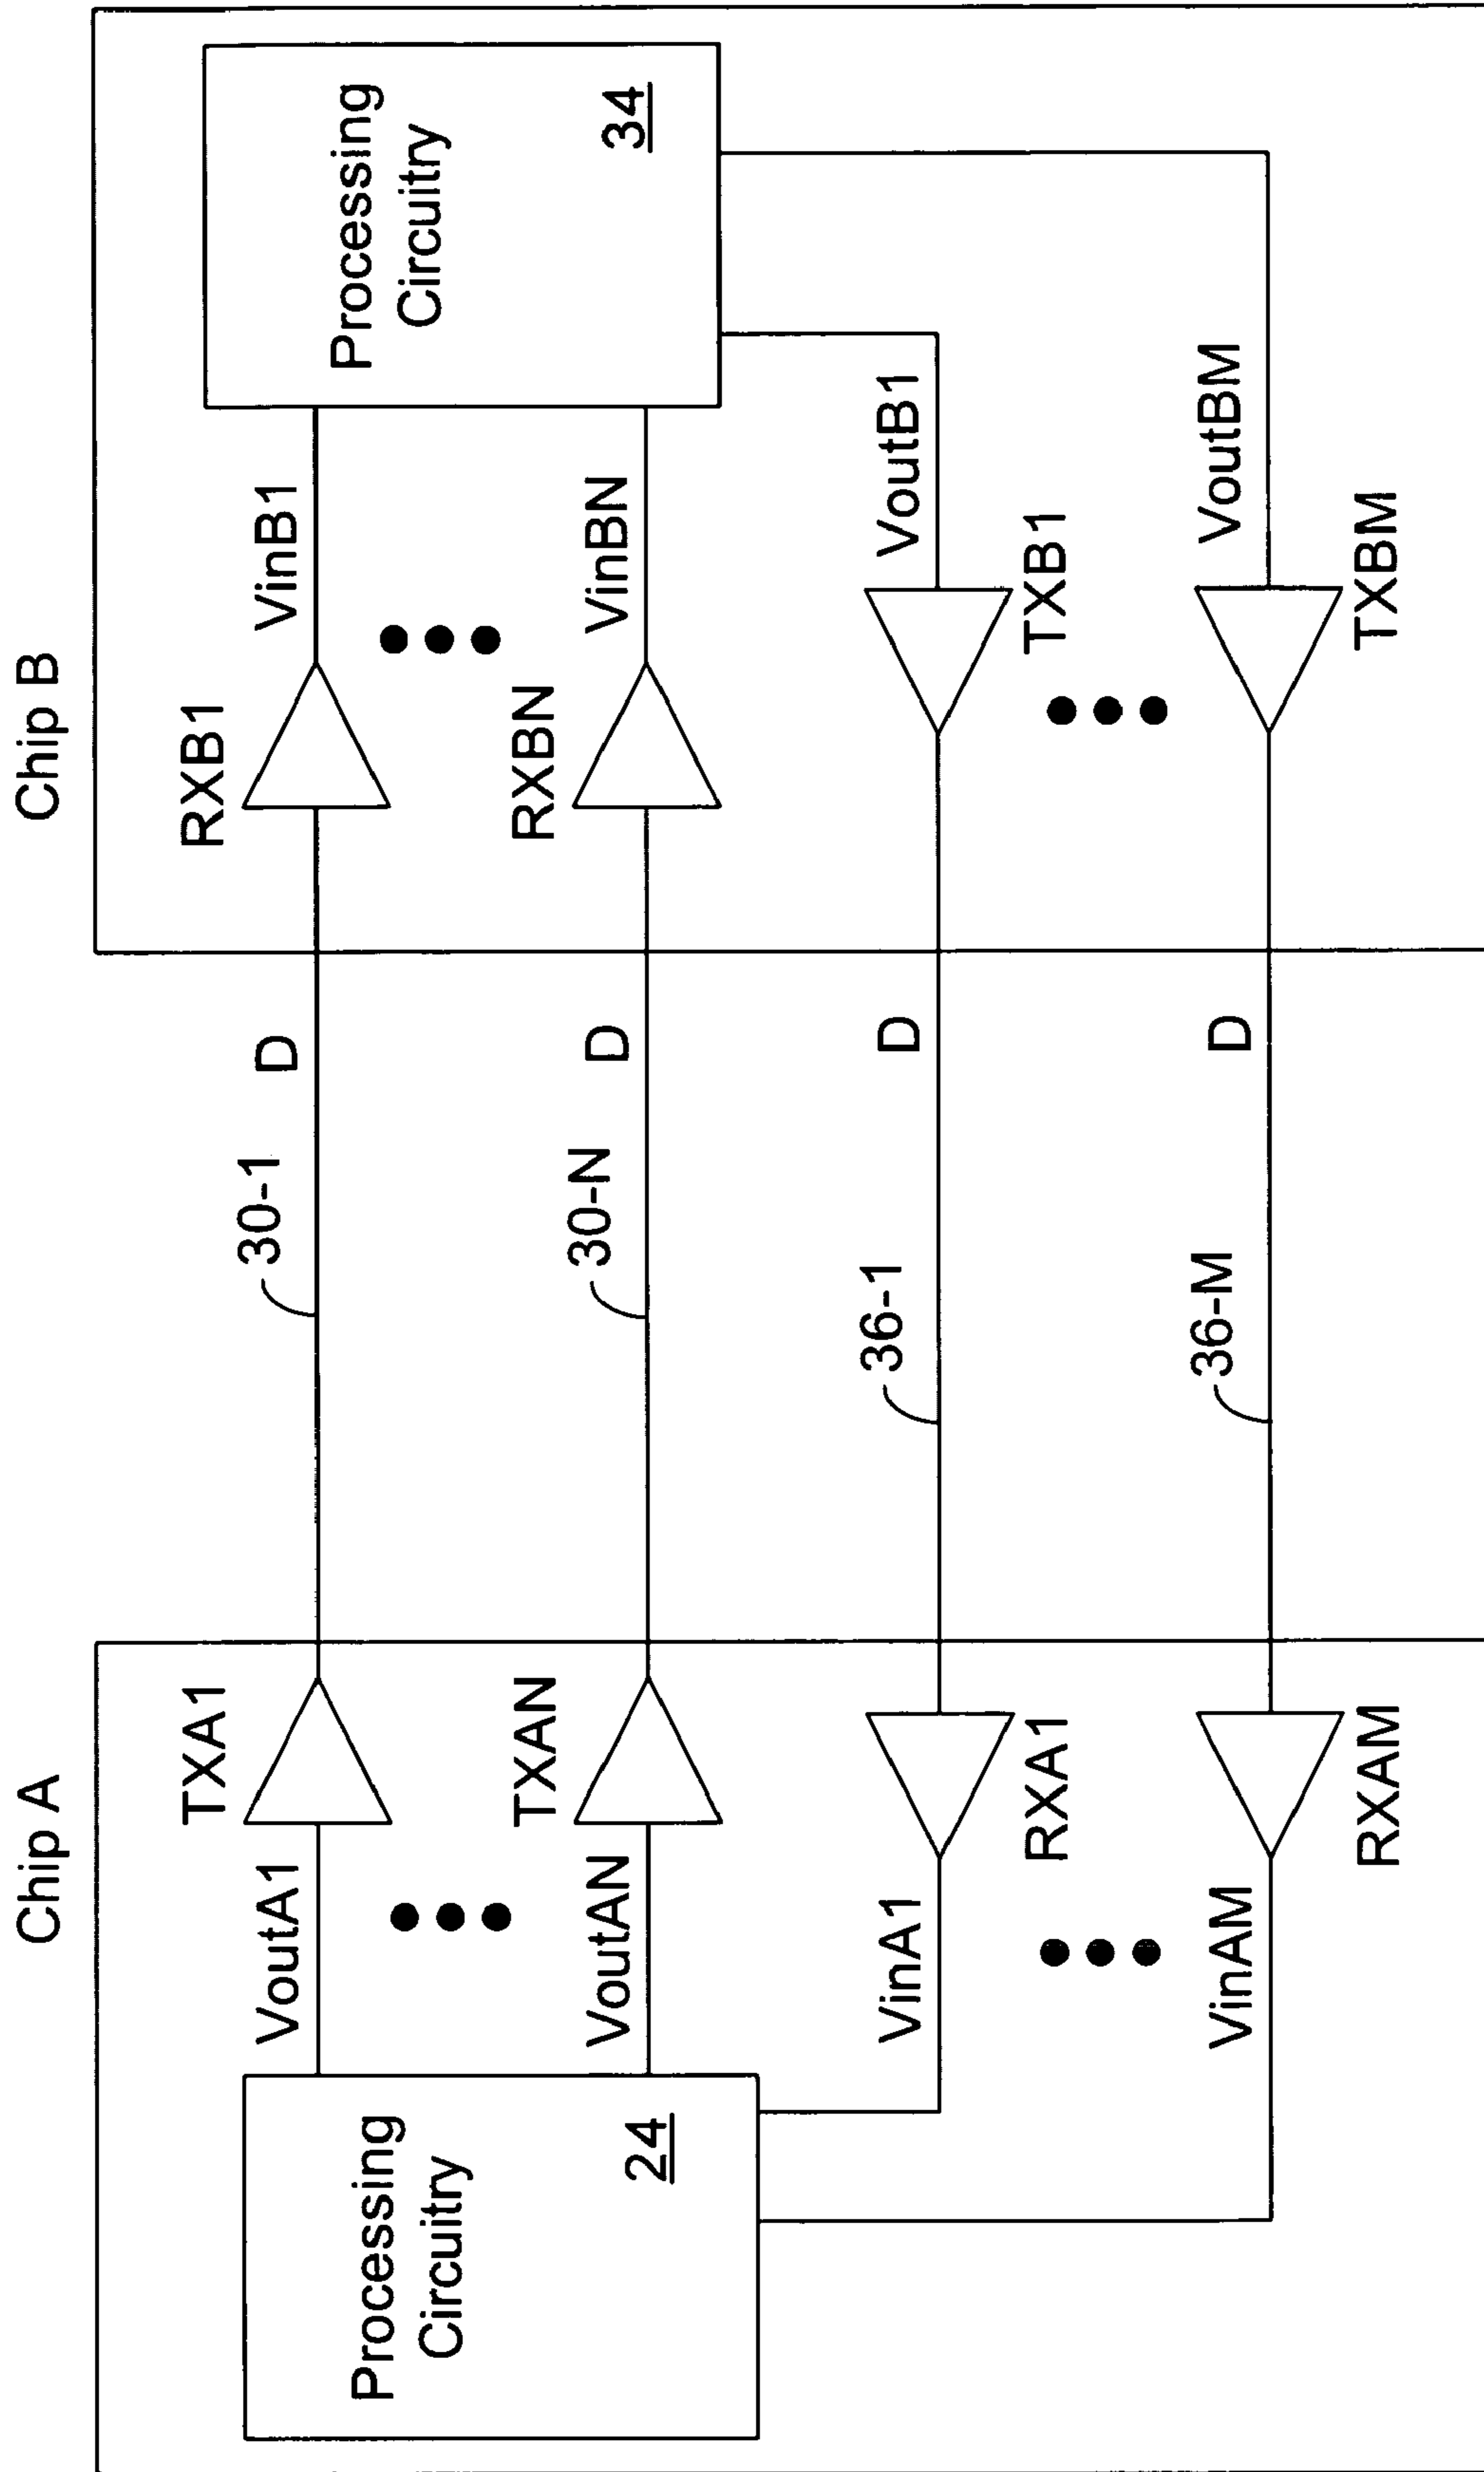 Chip A
Chip B
TXA1
RXB1
VoutA1
30-1
D
VinB1
Processing
Circuitry
24
Processing
Circuitry
34
TXAN
RXBN
VoutAN
30-N
D
VinBN
VinA1
36-1
D
VoutB1
RXA1
TXB1
VinAM
36-M
D
VoutBM
RXAM
TXBM